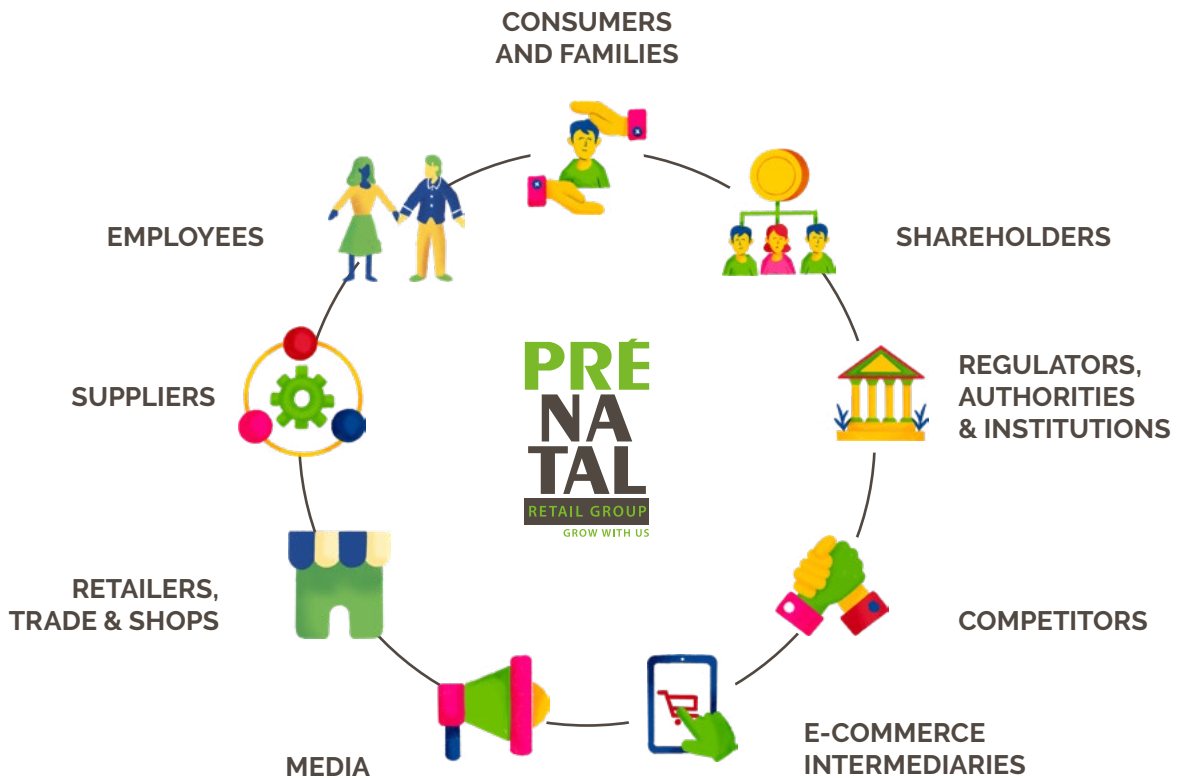 CONSUMERS
AND FAMILIES
EMPLOYEES
SHAREHOLDERS
SUPPLIERS
REGULATORS,
AUTHORITIES
& INSTITUTIONS
PRÉ
NA
TAL
RETAIL GROUP
GROW WITH US
RETAILERS,
TRADE & SHOPS
COMPETITORS
MEDIA
E-COMMERCE
INTERMEDIARIES